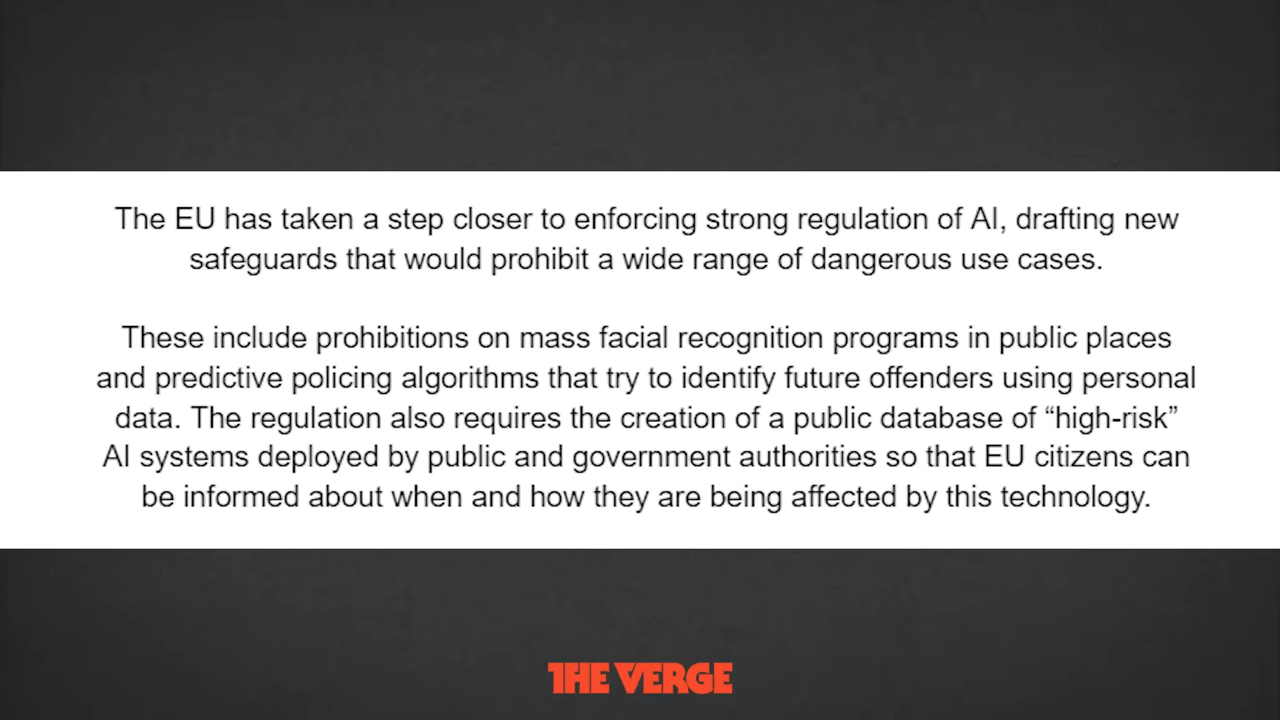 The EU has taken a step closer to enforcing strong regulation of AI, drafting new
safeguards that would prohibit a wide range of dangerous use cases.
These include prohibitions on mass facial recognition programs in public places
and predictive policing algorithms that try to identify future offenders using personal
data. The regulation also requires the creation of a public database of “high-risk”
AI systems deployed by public and government authorities so that EU citizens can
be informed about when and how they are being affected by this technology.
THE VERGE